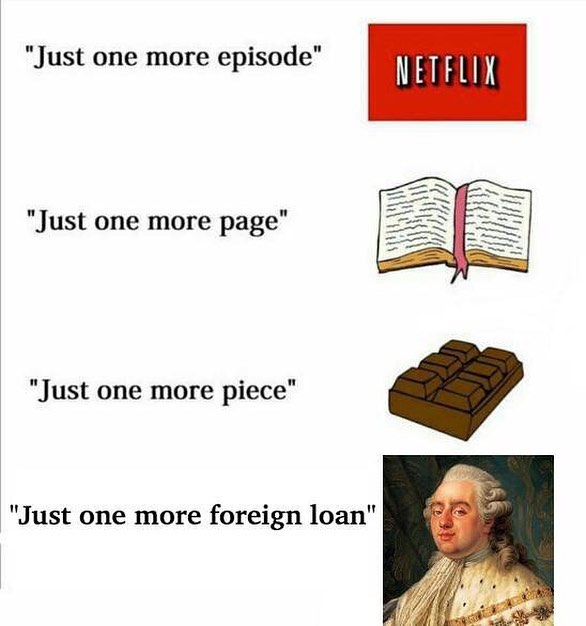 "Just one more episode"
NETFLIX
"Just one more page"
"Just one more piece"
"Just one more foreign loan"